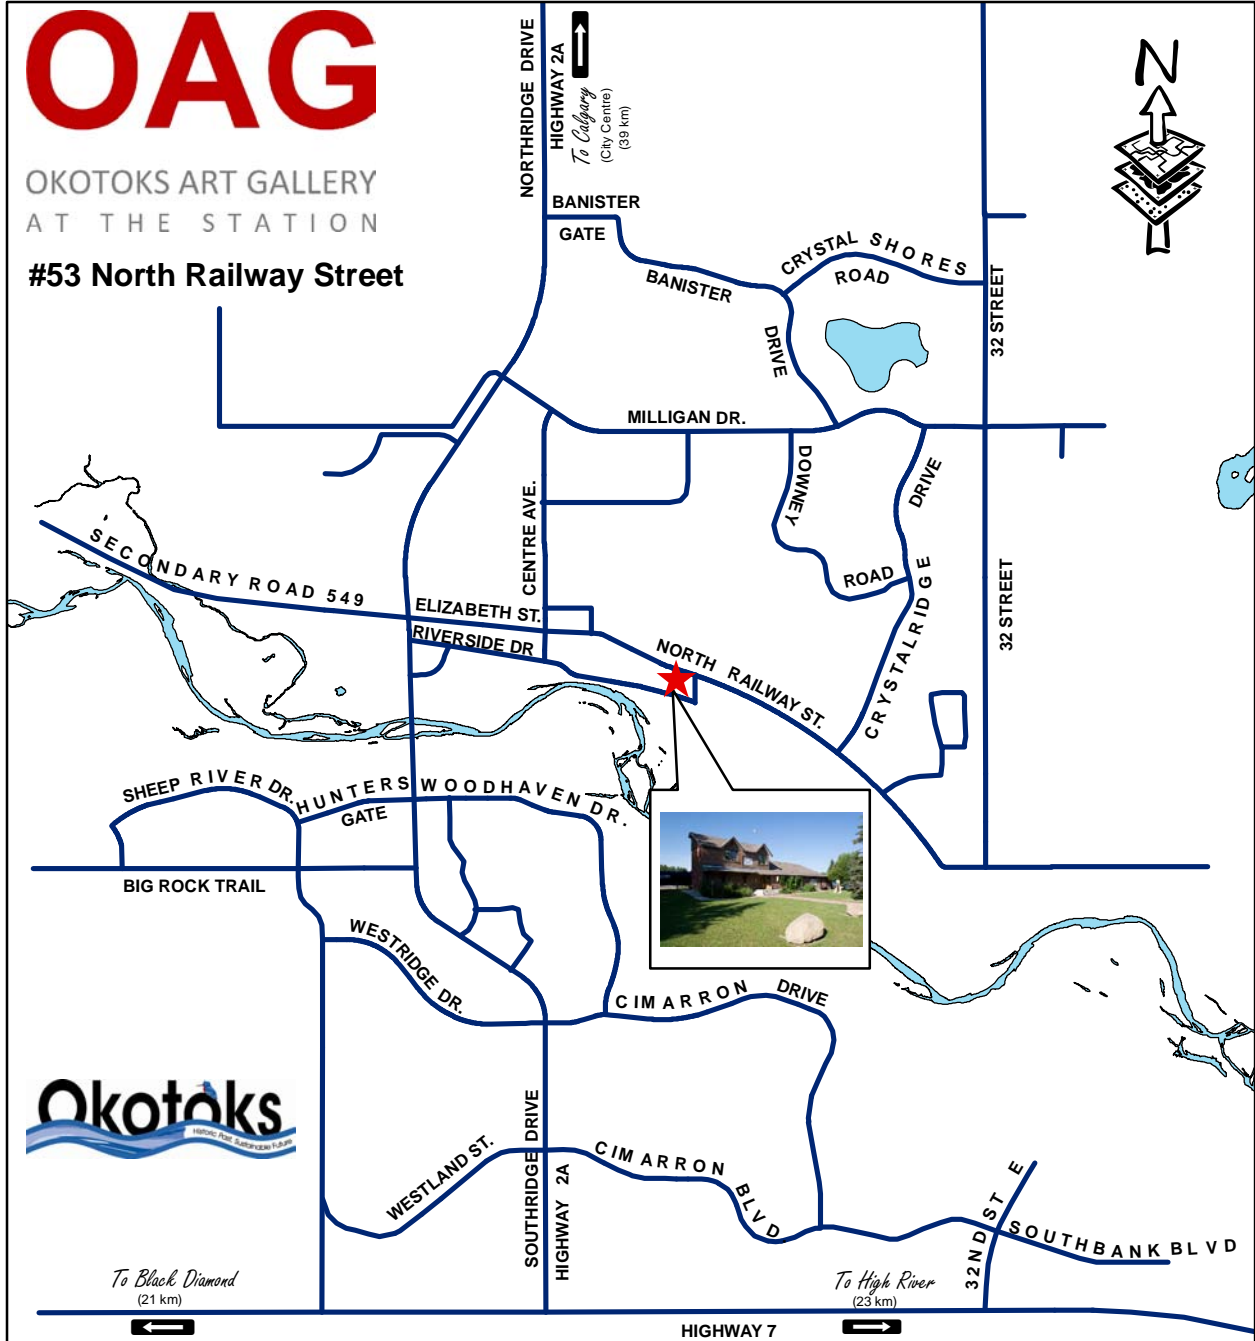 OAG
OKOTOKS ART GALLERY
AT THE STATION
#53 North Railway Street
NORTHRIDGE DRIVE
HIGHWAY 2A
To Calgary
(City Centre)
(39 km)
N
BANISTER
GATE
BANISTER
DRIVE
CRYSTAL SHORES
ROAD
32 STREET
MILLIGAN DR.
DOWNEY
ROAD
DRIVE
CRYSTALRIDGE
32 STREET
CENTRE AVE.
SECONDARY ROAD 549
ELIZABETH ST.
RIVERSIDE DR
NORTH RAILWAY ST.
SHEEP RIVER DR.
HUNTERS
GATE
WOODHAVEN DR.
BIG ROCK TRAIL
WESTRIDGE DR.
CIMARRON DRIVE
Okotoks
Historic Past, Sustainable Future
WESTLAND ST.
SOUTHRIDGE DRIVE
HIGHWAY 2A
CIMARRON BLVD
32ND ST E
SOUTHBANK BLVD
To Black Diamond
(21 km)
To High River
(23 km)
HIGHWAY 7